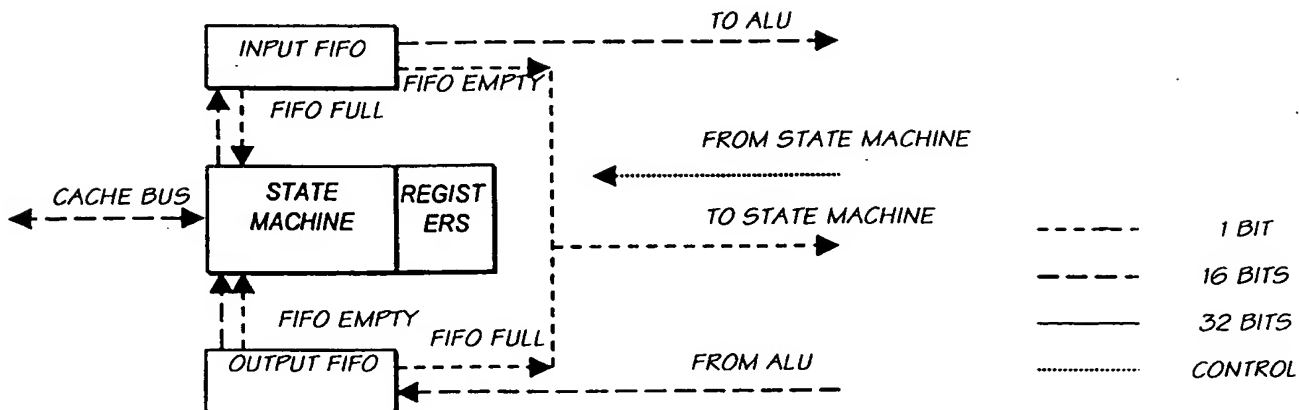 TO ALU
INPUT FIFO
FIFO EMPTY
FIFO FULL
FROM STATE MACHINE
CACHE BUS
STATE
MACHINE
REGIST
ERS
TO STATE MACHINE
1 BIT
16 BITS
FIFO EMPTY
FIFO FULL
32 BITS
OUTPUT FIFO
FROM ALU
CONTROL